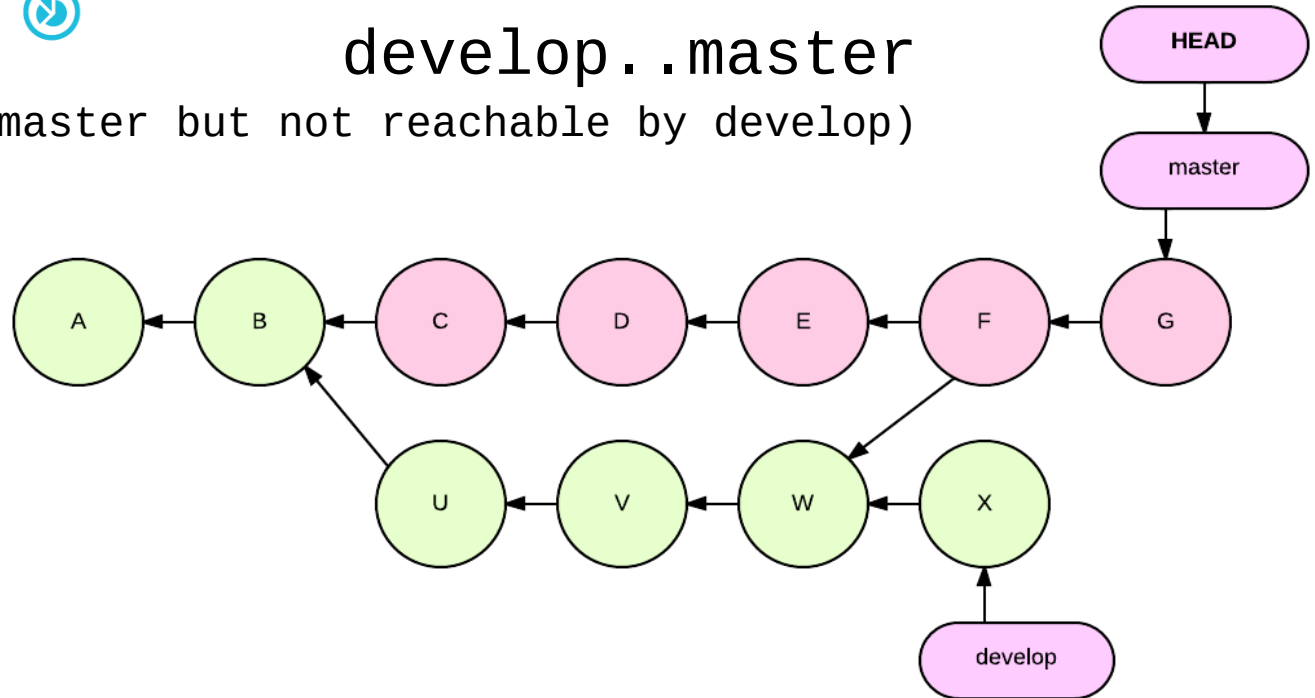 develop..master
HEAD
master but not reachable by develop)
master
A B C D E F G
U V W X
develop